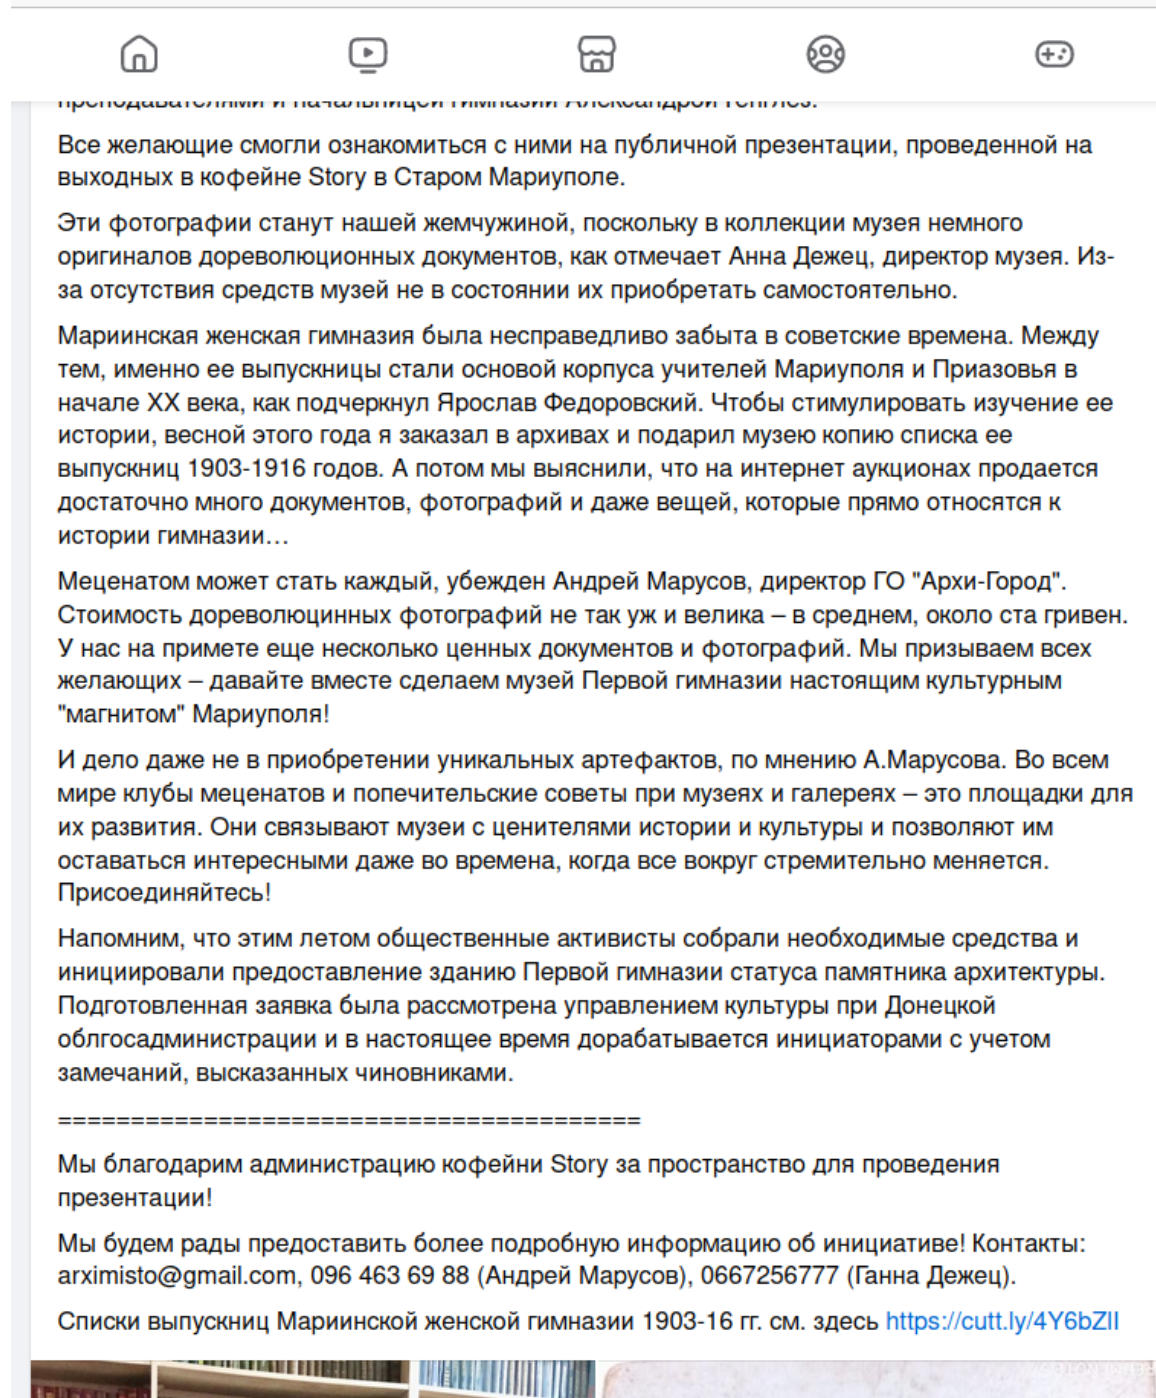 преподавателями и начальницей гимназии Александрой Генглез.
Все желающие смогли ознакомиться с ними на публичной презентации, проведенной на
выходных в кофейне Story в Старом Мариуполе.
Эти фотографии станут нашей жемчужиной, поскольку в коллекции музея немного
оригиналов дореволюционных документов, как отмечает Анна Дежец, директор музея. Из-
за отсутствия средств музей не в состоянии их приобретать самостоятельно.
Мариинская женская гимназия была несправедливо забыта в советские времена. Между
тем, именно ее выпускницы стали основой корпуса учителей Мариуполя и Приазовья в
начале XX века, как подчеркнул Ярослав Федоровский. Чтобы стимулировать изучение ее
истории, весной этого года я заказал в архивах и подарил музею копию списка ее
выпускниц 1903-1916 годов. А потом мы выяснили, что на интернет аукционах продается
достаточно много документов, фотографий и даже вещей, которые прямо относятся к
истории гимназии…
Меценатом может стать каждый, убежден Андрей Марусов, директор ГО "Архи-Город".
Стоимость дореволюцинных фотографий не так уж и велика – в среднем, около ста гривен.
У нас на примете еще несколько ценных документов и фотографий. Мы призываем всех
желающих – давайте вместе сделаем музей Первой гимназии настоящим культурным
"магнитом" Мариуполя!
И дело даже не в приобретении уникальных артефактов, по мнению А.Марусова. Во всем
мире клубы меценатов и попечительские советы при музеях и галереях – это площадки для
их развития. Они связывают музеи с ценителями истории и культуры и позволяют им
оставаться интересными даже во времена, когда все вокруг стремительно меняется.
Присоединяйтесь!
Напомним, что этим летом общественные активисты собрали необходимые средства и
инициировали предоставление зданию Первой гимназии статуса памятника архитектуры.
Подготовленная заявка была рассмотрена управлением культуры при Донецкой
облгосадминистрации и в настоящее время дорабатывается инициаторами с учетом
замечаний, высказанных чиновниками.
========================================
Мы благодарим администрацию кофейни Story за пространство для проведения
презентации!
Мы будем рады предоставить более подробную информацию об инициативе! Контакты:
arximisto@gmail.com, 096 463 69 88 (Андрей Марусов), 0667256777 (Ганна Дежец).
Списки выпускниц Мариинской женской гимназии 1903-16 гг. см. здесь https://cutt.ly/4Y6bZlI